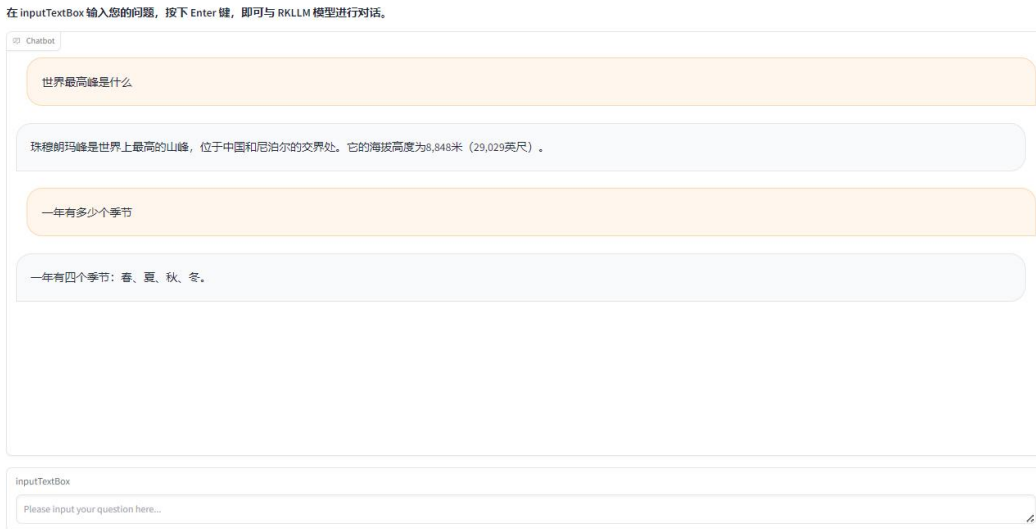 在 inputTextBox 输入您的问题，按下 Enter 键，即可与 RKLLM 模型进行对话。
Chatbot
世界最高峰是什么
珠穆朗玛峰是世界上最高的山峰，位于中国和尼泊尔的交界处。它的海拔高度为8,848米（29,029英尺）。
一年有多少个季节
一年有四个季节：春、夏、秋、冬。
inputTextBox
Please input your question here...